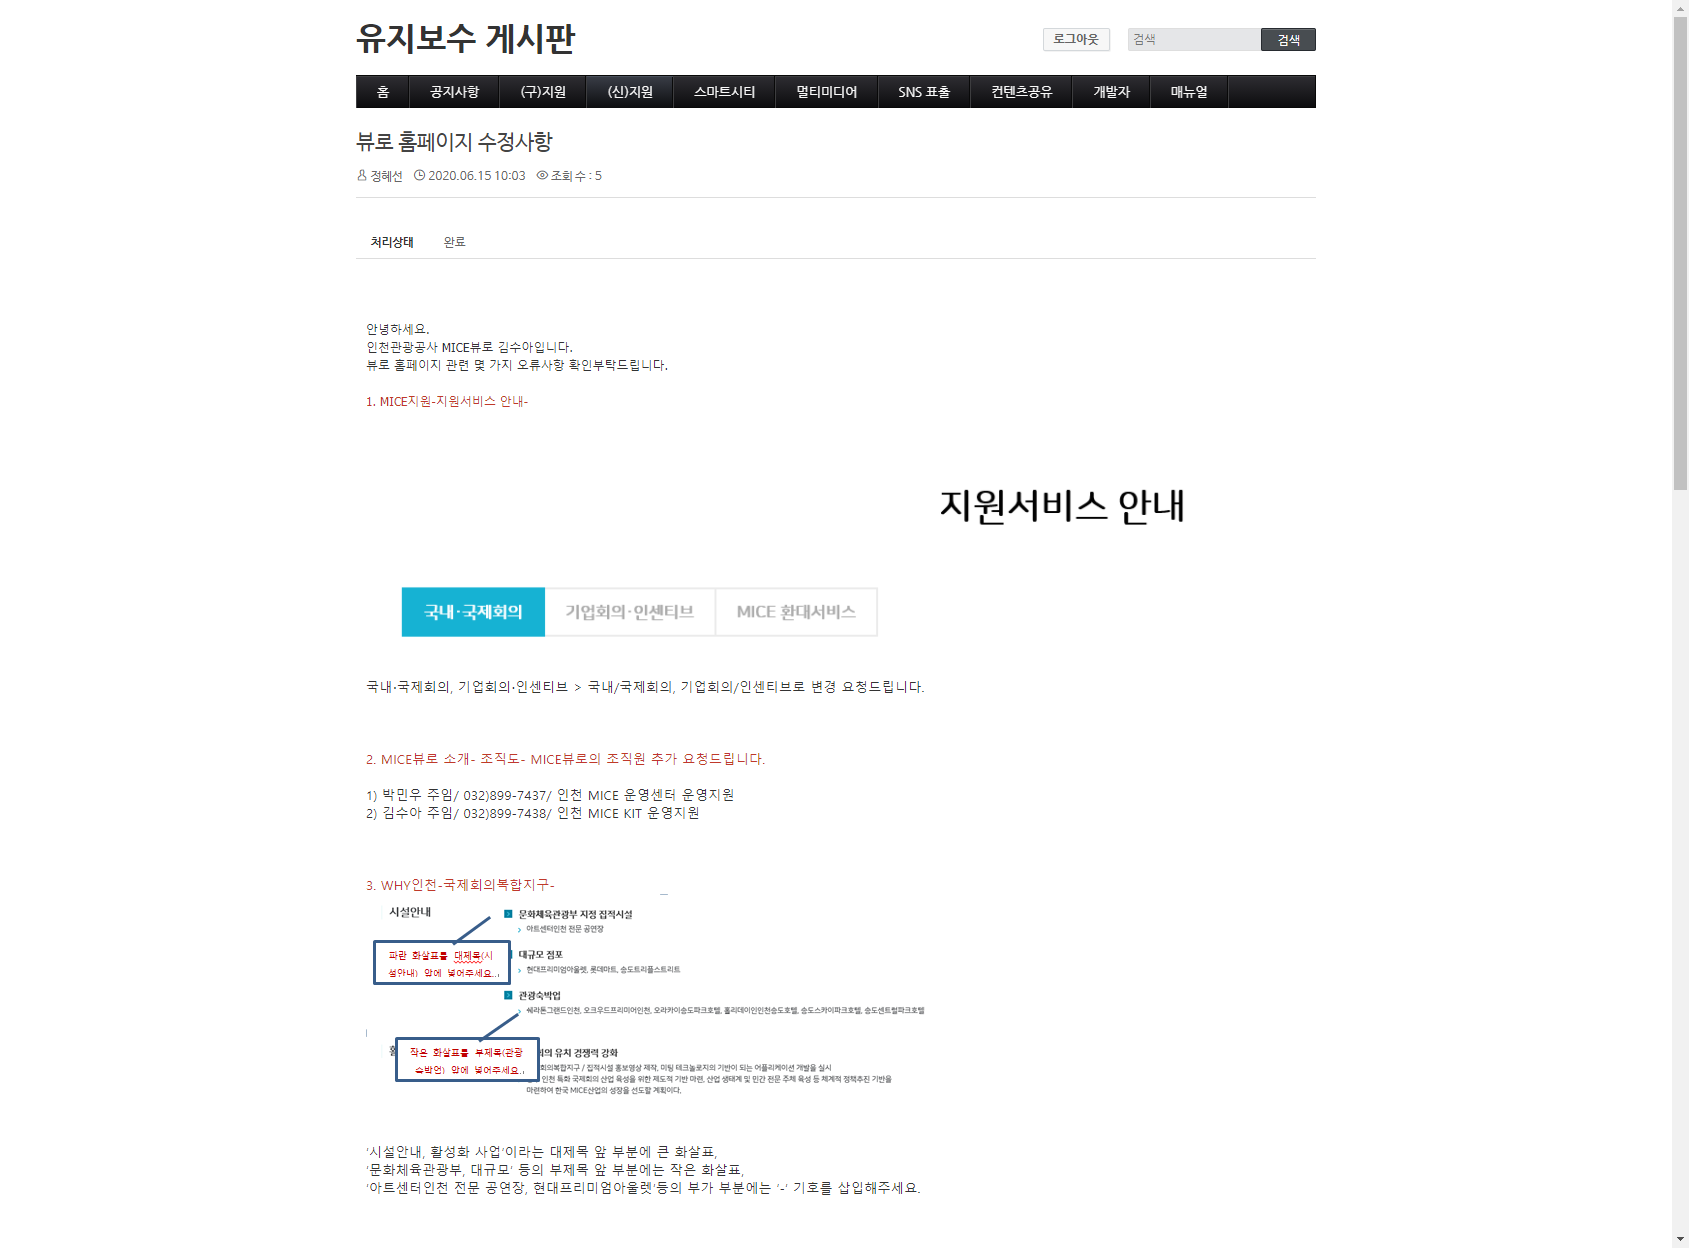 유지보수 게시판
로그아웃 검색 검색
홈 공지사항 (구)지원 (신)지원 스마트시티 멀티미디어 SNS 표출 컨텐츠공유 개발자 매뉴얼
뷰로 홈페이지 수정사항
정혜선 2020.06.15 10:03 조회 수 : 5
처리상태 완료
안녕하세요.
인천관광공사 MICE뷰로 김수아입니다.
뷰로 홈페이지 관련 몇 가지 오류사항 확인부탁드립니다.
1. MICE지원-지원서비스 안내-
지원서비스 안내
국내·국제회의 기업회의·인센티브 MICE 환대서비스
국내·국제회의, 기업회의·인센티브 > 국내/국제회의, 기업회의/인센티브로 변경 요청드립니다.
2. MICE뷰로 소개- 조직도- MICE뷰로의 조직원 추가 요청드립니다.
1) 박민우 주임/ 032)899-7437/ 인천 MICE 운영센터 운영지원
2) 김수아 주임/ 032)899-7438/ 인천 MICE KIT 운영지원
3. WHY인천-국제회의복합지구-
시설안내
문화체육관광부 지정 집적시설
아트센터인천 전문 공연장
파란 화살표를 대제목(시
설안내) 앞에 넣어주세요..
대규모 점포
현대프리미엄아울렛, 롯데마트, 송도트리플스트리트
관광숙박업
쉐라톤그랜드인천, 오크우드프리미어인천, 오라카이송도파크호텔, 홀리데이인인천송도호텔, 송도스카이파크호텔, 송도센트럴파크호텔
작은 화살표를 부제목(관광
숙박업) 앞에 넣어주세요..
회의 유치 경쟁력 강화
회의복합지구 / 집적시설 홍보영상 제작, 미팅 테크놀로지의 기반이 되는 어플리케이션 개발을 실시
인천 특화 국제회의 산업 육성을 위한 제도적 기반 마련, 산업 생태계 및 민간 전문 주체 육성 등 체계적 정책추진 기반을
마련하여 한국 MICE산업의 성장을 선도할 계획이다.
'시설안내, 활성화 사업'이라는 대제목 앞 부분에 큰 화살표,
'문화체육관광부, 대규모' 등의 부제목 앞 부분에는 작은 화살표,
'아트센터인천 전문 공연장, 현대프리미엄아울렛'등의 부가 부분에는 '-' 기호를 삽입해주세요.